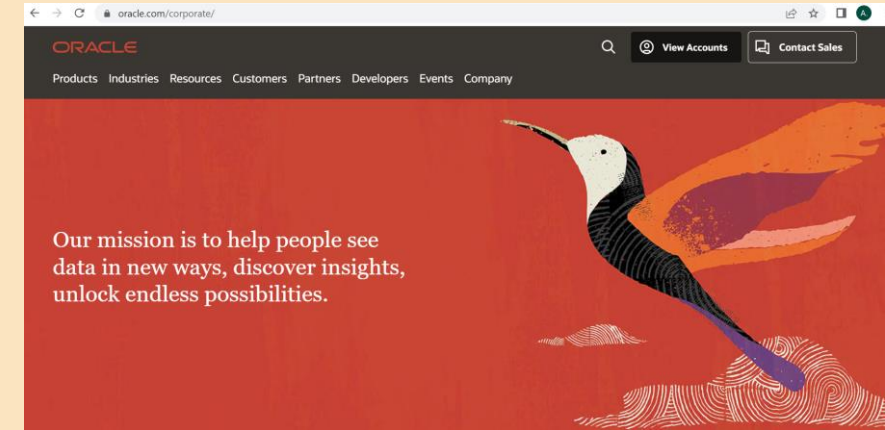 oracle.com/corporate/
A
ORACLE
View Accounts
Contact Sales
Products Industries Resources Customers Partners Developers Events Company
Our mission is to help people see
data in new ways, discover insights,
unlock endless possibilities.